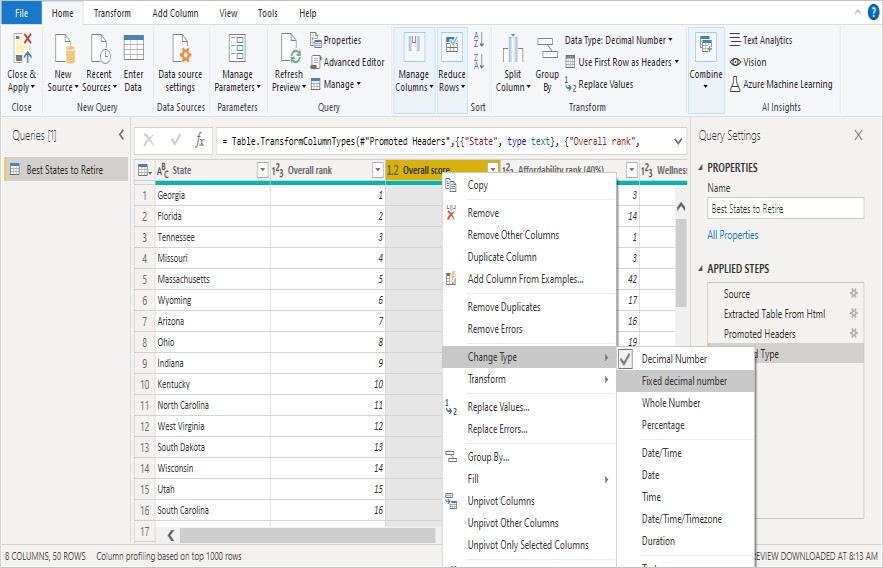 File Home Transform Add Column View Tools Help
Close & Apply
New Source
Recent Sources
Enter Data
Data source settings
Manage Parameters
Refresh Preview
Properties
Advanced Editor
Manage
Manage Columns
Reduce Rows
Split Column
Group By
Data Type: Decimal Number
Use First Row as Headers
Replace Values
Combine
Text Analytics
Vision
Azure Machine Learning
Close New Query Data Sources Parameters Query Sort Transform AI Insights
Queries [1]
Best States to Retire
fx
= Table.TransformColumnTypes(#"Promoted Headers",{{"State", type text}, {"Overall rank",
ABC State 123 Overall rank 1.2 Overall score 123 Affordability rank (40%) 123 Wellness
1 Georgia 1 3
2 Florida 2 14
3 Tennessee 3 1
4 Missouri 4 3
5 Massachusetts 5 42
6 Wyoming 6 17
7 Arizona 7 16
8 Ohio 8 19
9 Indiana 9
10 Kentucky 10
11 North Carolina 11
12 West Virginia 12
13 South Dakota 13
14 Wisconsin 14
15 Utah 15
16 South Carolina 16
17
Copy
Remove
Remove Other Columns
Duplicate Column
Add Column From Examples...
Remove Duplicates
Remove Errors
Change Type
Transform
Replace Values...
Replace Errors...
Group By...
Fill
Unpivot Columns
Unpivot Other Columns
Unpivot Only Selected Columns
Decimal Number
Fixed decimal number
Whole Number
Percentage
Date/Time
Date
Time
Date/Time/Timezone
Duration
Query Settings
PROPERTIES
Name
Best States to Retire
All Properties
APPLIED STEPS
Source
Extracted Table From Html
Promoted Headers
Type
8 COLUMNS, 50 ROWS Column profiling based on top 1000 rows
EVIEW DOWNLOADED AT 8:13 AM